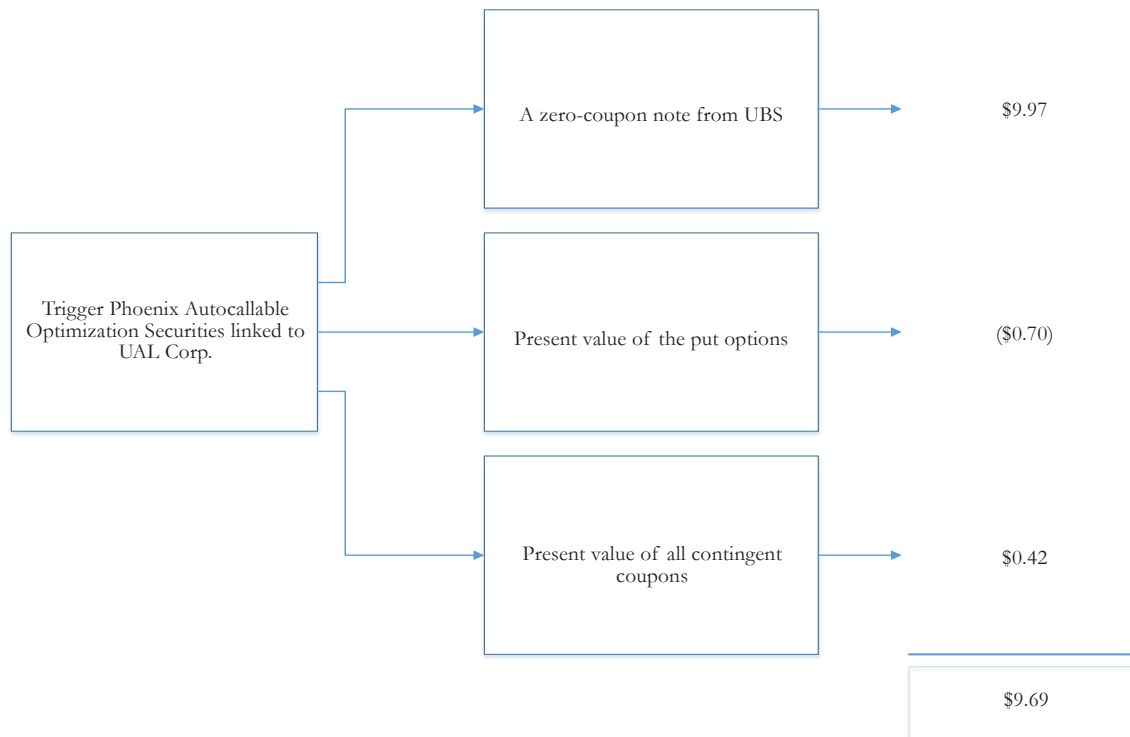 A zero-coupon note from UBS
$9.97
Trigger Phoenix Autocallable
Optimization Securities linked to
UAL Corp.
Present value of the put options
($0.70)
Present value of all contingent
coupons
$0.42
$9.69